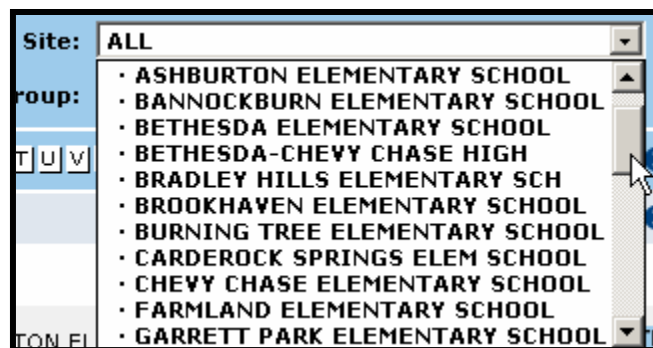 Site: ALL
roup:
· ASHBURTON ELEMENTARY SCHOOL
· BANNOCKBURN ELEMENTARY SCHOOL
· BETHESDA ELEMENTARY SCHOOL
T U V
· BETHESDA-CHEVY CHASE HIGH
· BRADLEY HILLS ELEMENTARY SCH
· BROOKHAVEN ELEMENTARY SCHOOL
· BURNING TREE ELEMENTARY SCHOOL
· CARDEROCK SPRINGS ELEM SCHOOL
· CHEVY CHASE ELEMENTARY SCHOOL
· FARMLAND ELEMENTARY SCHOOL
· GARRETT PARK ELEMENTARY SCHOOL
TON EL